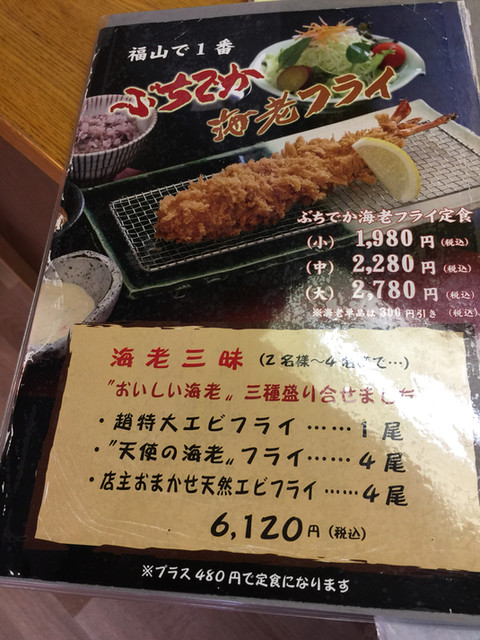 福山で1番
ぶちでか
海老フライ
ぶちでか海老フライ定食
(小) 1,980円(税込)
(中) 2,280円(税込)
(大) 2,780円(税込)
※海老単品は300円引き(税込)
海老三昧(2名様〜4名 で…)
〝おいしい海老〟三種盛り合せました
・趙特大エビフライ……1尾
・〝天使の海老〟フライ……4尾
・店主おまかせ天然エビフライ……4尾
6,120円(税込)
※プラス480円で定食になります